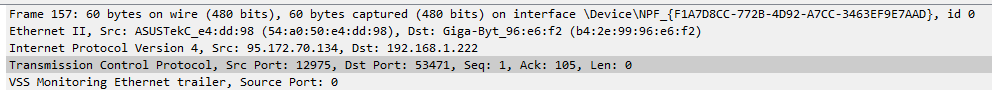 Frame 157: 60 bytes on wire (480 bits), 60 bytes captured (480 bits) on interface \Device\NPF_{F1A7D8CC-772B-4D92-A7CC-3463EF9E7AAD}, id 0
Ethernet II, Src: ASUSTekC_e4:dd:98 (54:a0:50:e4:dd:98), Dst: Giga-Byt_96:e6:f2 (b4:2e:99:96:e6:f2)
Internet Protocol Version 4, Src: 95.172.70.134, Dst: 192.168.1.222
Transmission Control Protocol, Src Port: 12975, Dst Port: 53471, Seq: 1, Ack: 105, Len: 0
VSS Monitoring Ethernet trailer, Source Port: 0